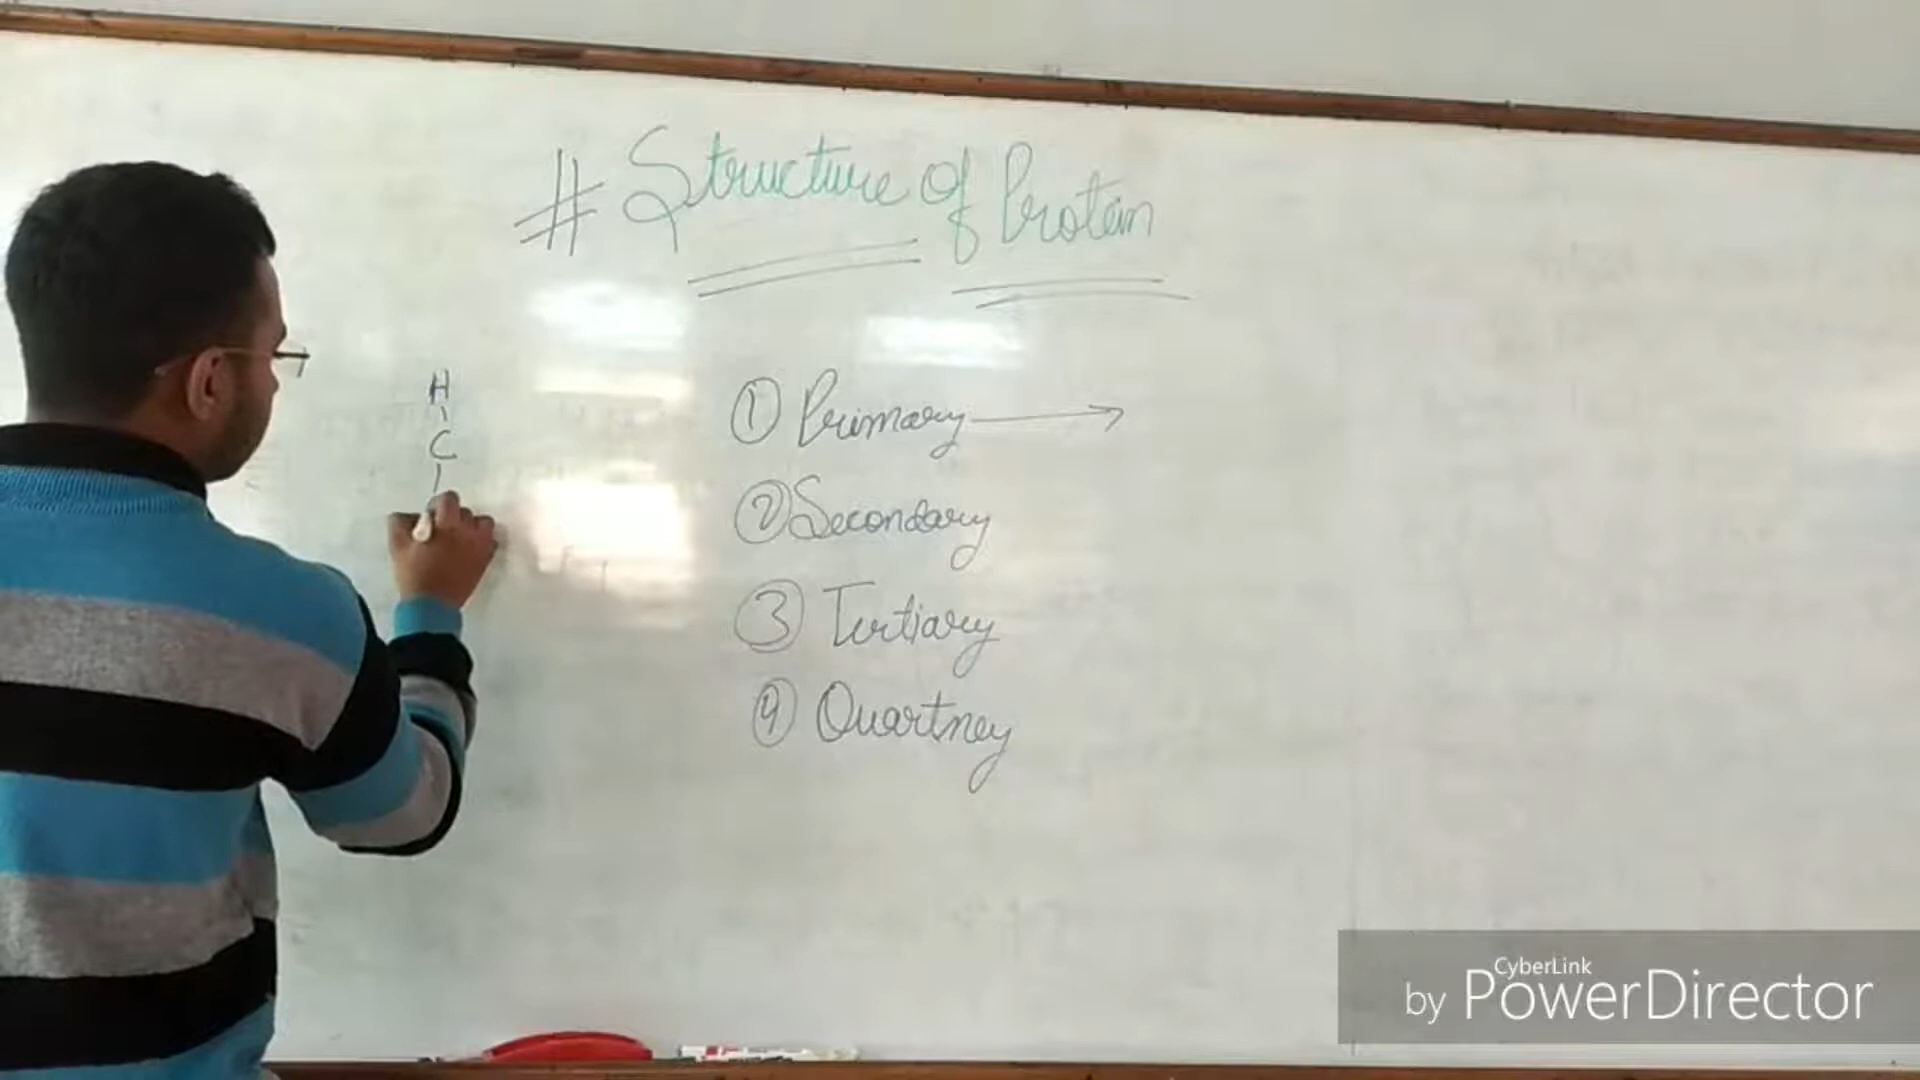 # Structure of Protein
H
C
① Primary →
② Secondary
③ Tertiary
④ Quartney
CyberLink
by PowerDirector